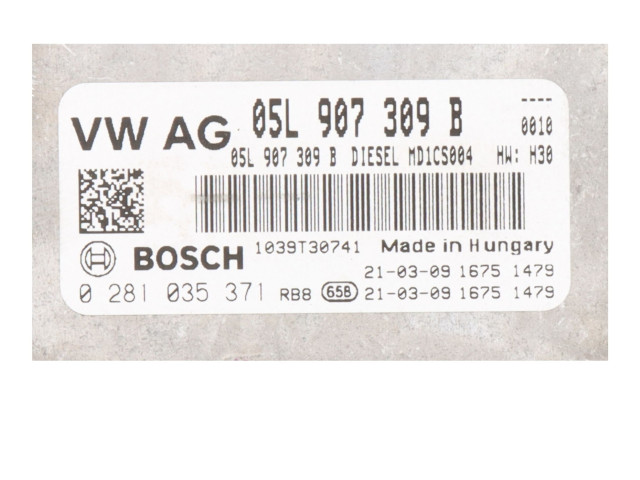 VW AG 05L 907 309 B ----
0010
05L 907 309 B DIESEL MD1CS004 HW: H30
BOSCH 1039T30741 Made in Hungary
21-03-09 1675 1479
0 281 035 371 RB8 65B 21-03-09 1675 1479